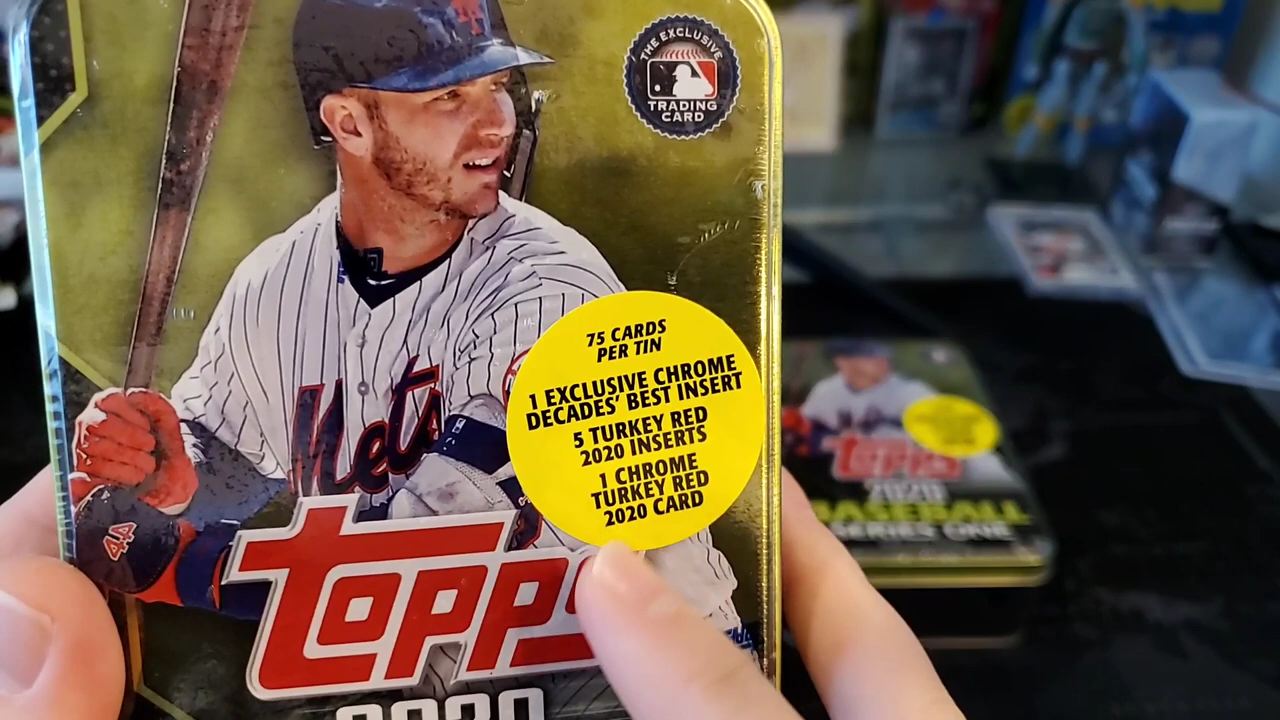 THE EXCLUSIVE
TRADING
CARD
75 CARDS
PER TIN
1 EXCLUSIVE CHROME
DECADES' BEST INSERT
5 TURKEY RED
2020 INSERTS
1 CHROME
TURKEY RED
2020 CARD
Mets
44
topps
2020
topps
2020
BASEBALL
SERIES ONE